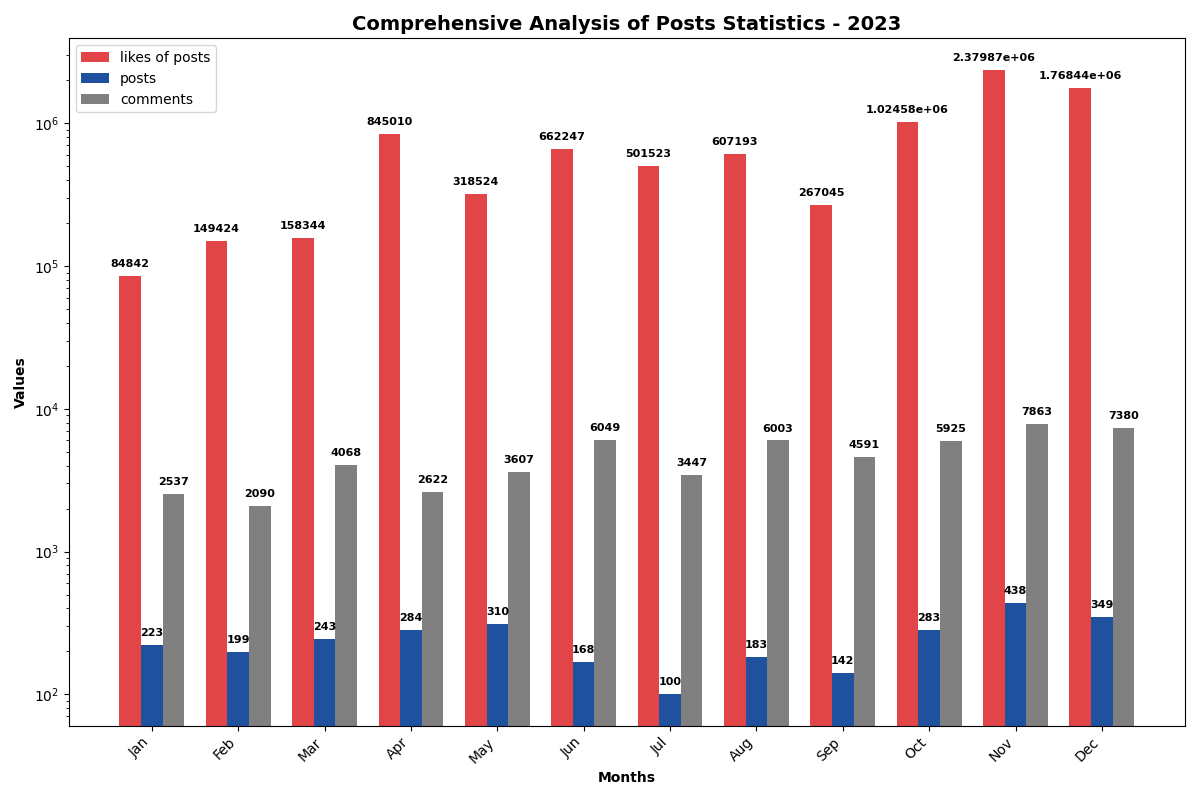 Comprehensive Analysis of Posts Statistics - 2023
likes of posts
posts
comments
Values
10^6
10^5
10^4
10^3
10^2
84842
223
2537
149424
199
2090
158344
243
4068
845010
284
2622
318524
310
3607
662247
168
6049
501523
100
3447
607193
183
6003
267045
142
4591
1.02458e+06
283
5925
2.37987e+06
438
7863
1.76844e+06
349
7380
Jan
Feb
Mar
Apr
May
Jun
Jul
Aug
Sep
Oct
Nov
Dec
Months